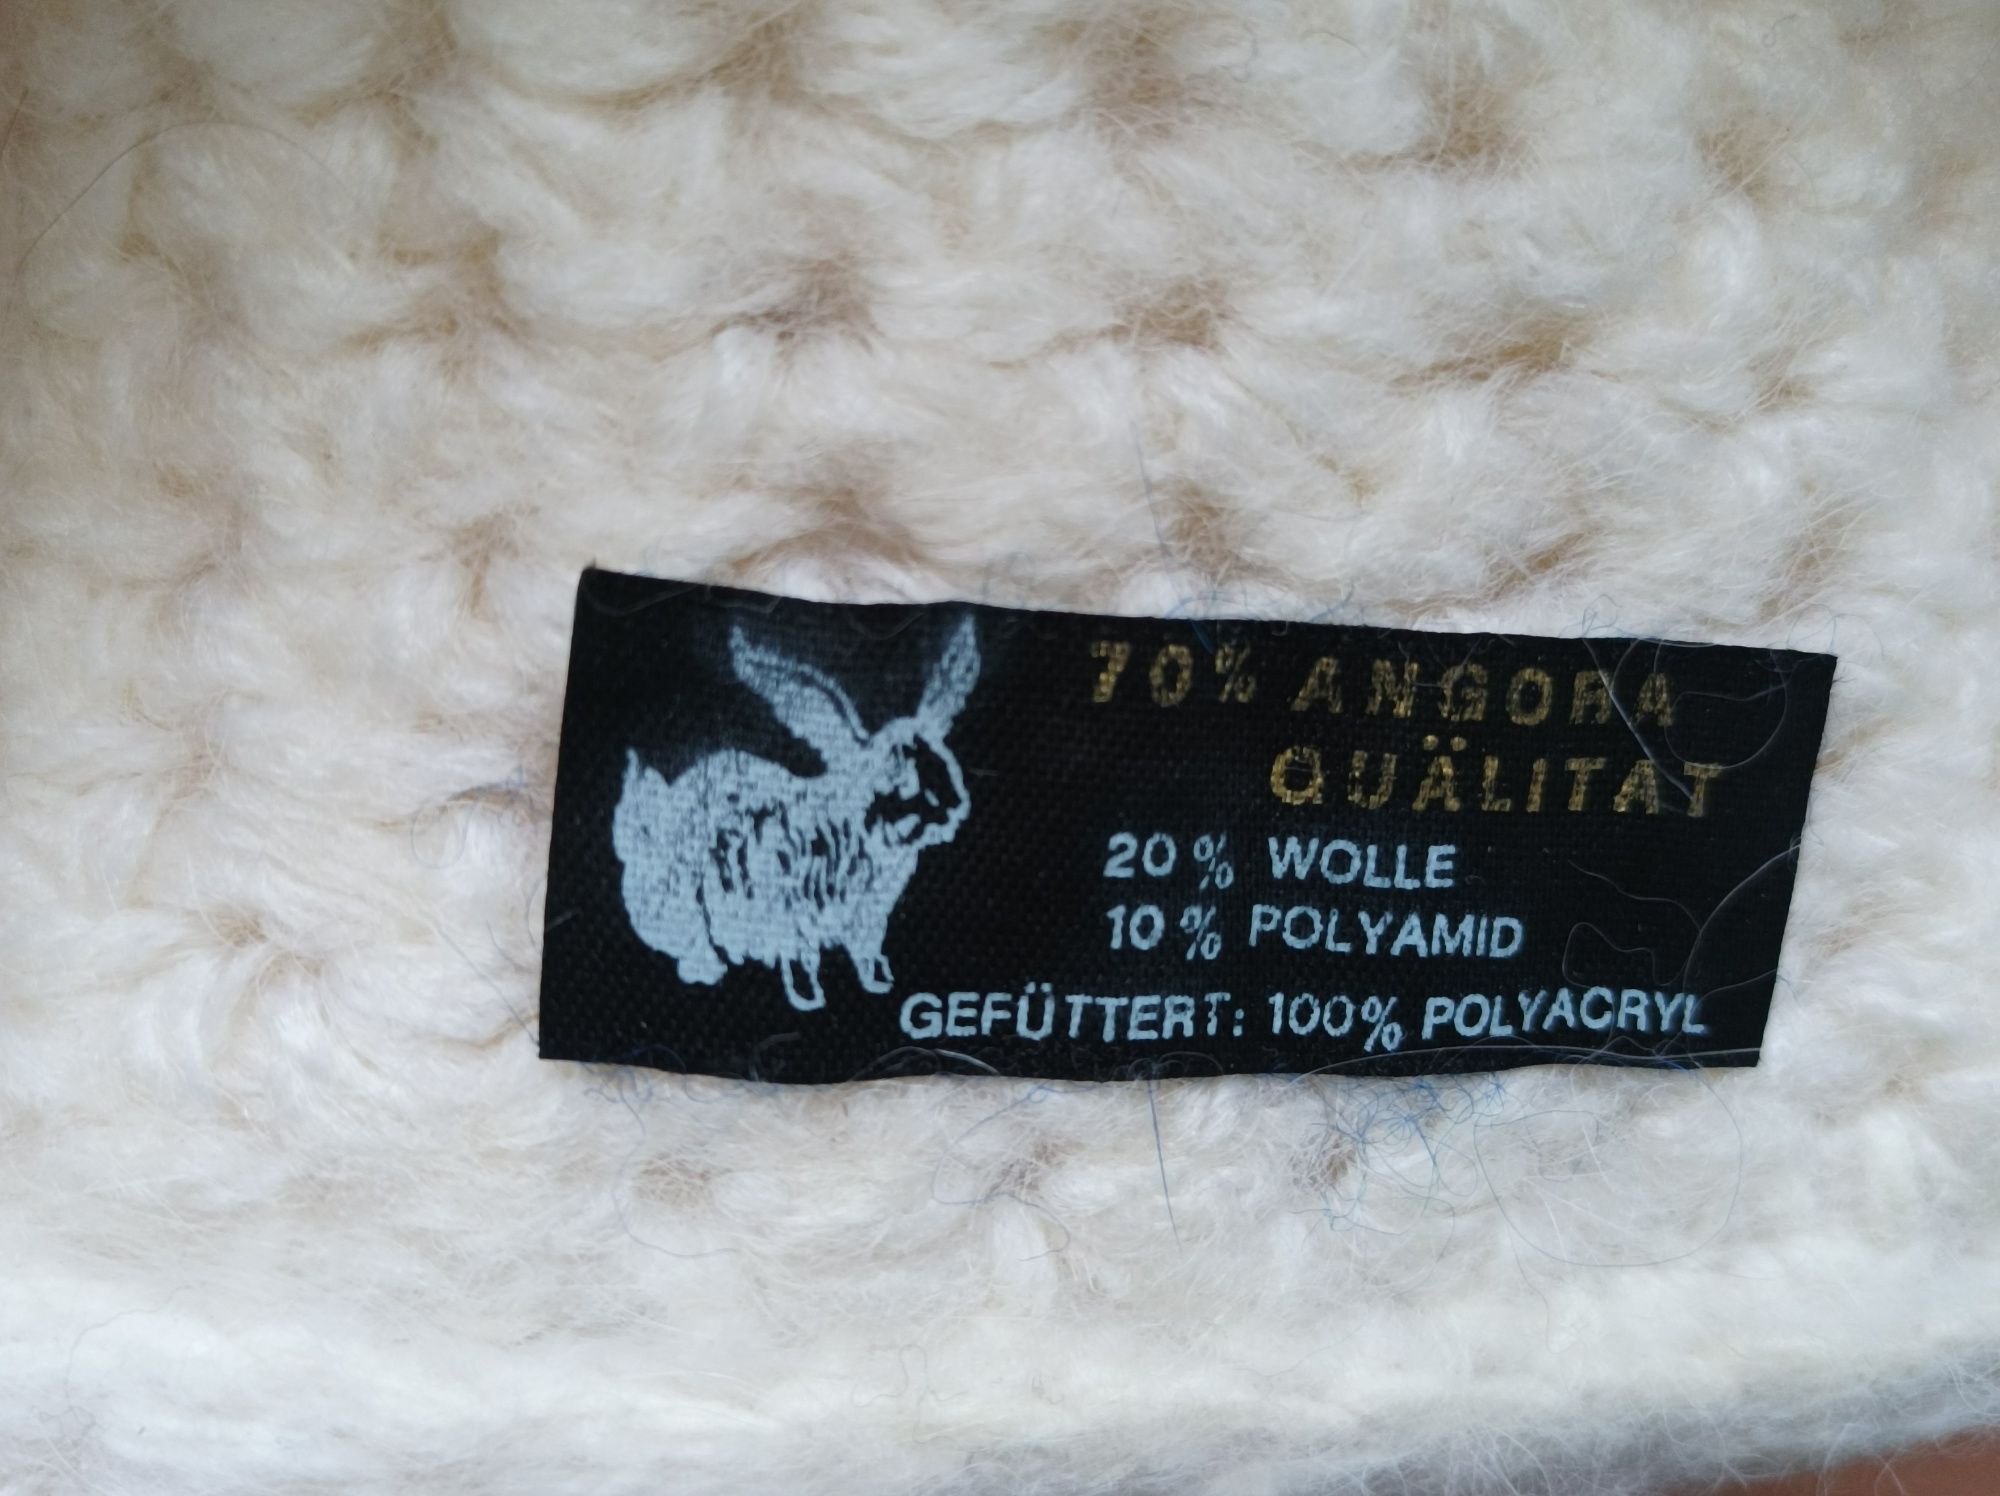 70% ANGORA
QUÄLITAT
20% WOLLE
10% POLYAMID
GEFÜTTERT: 100% POLYACRYL